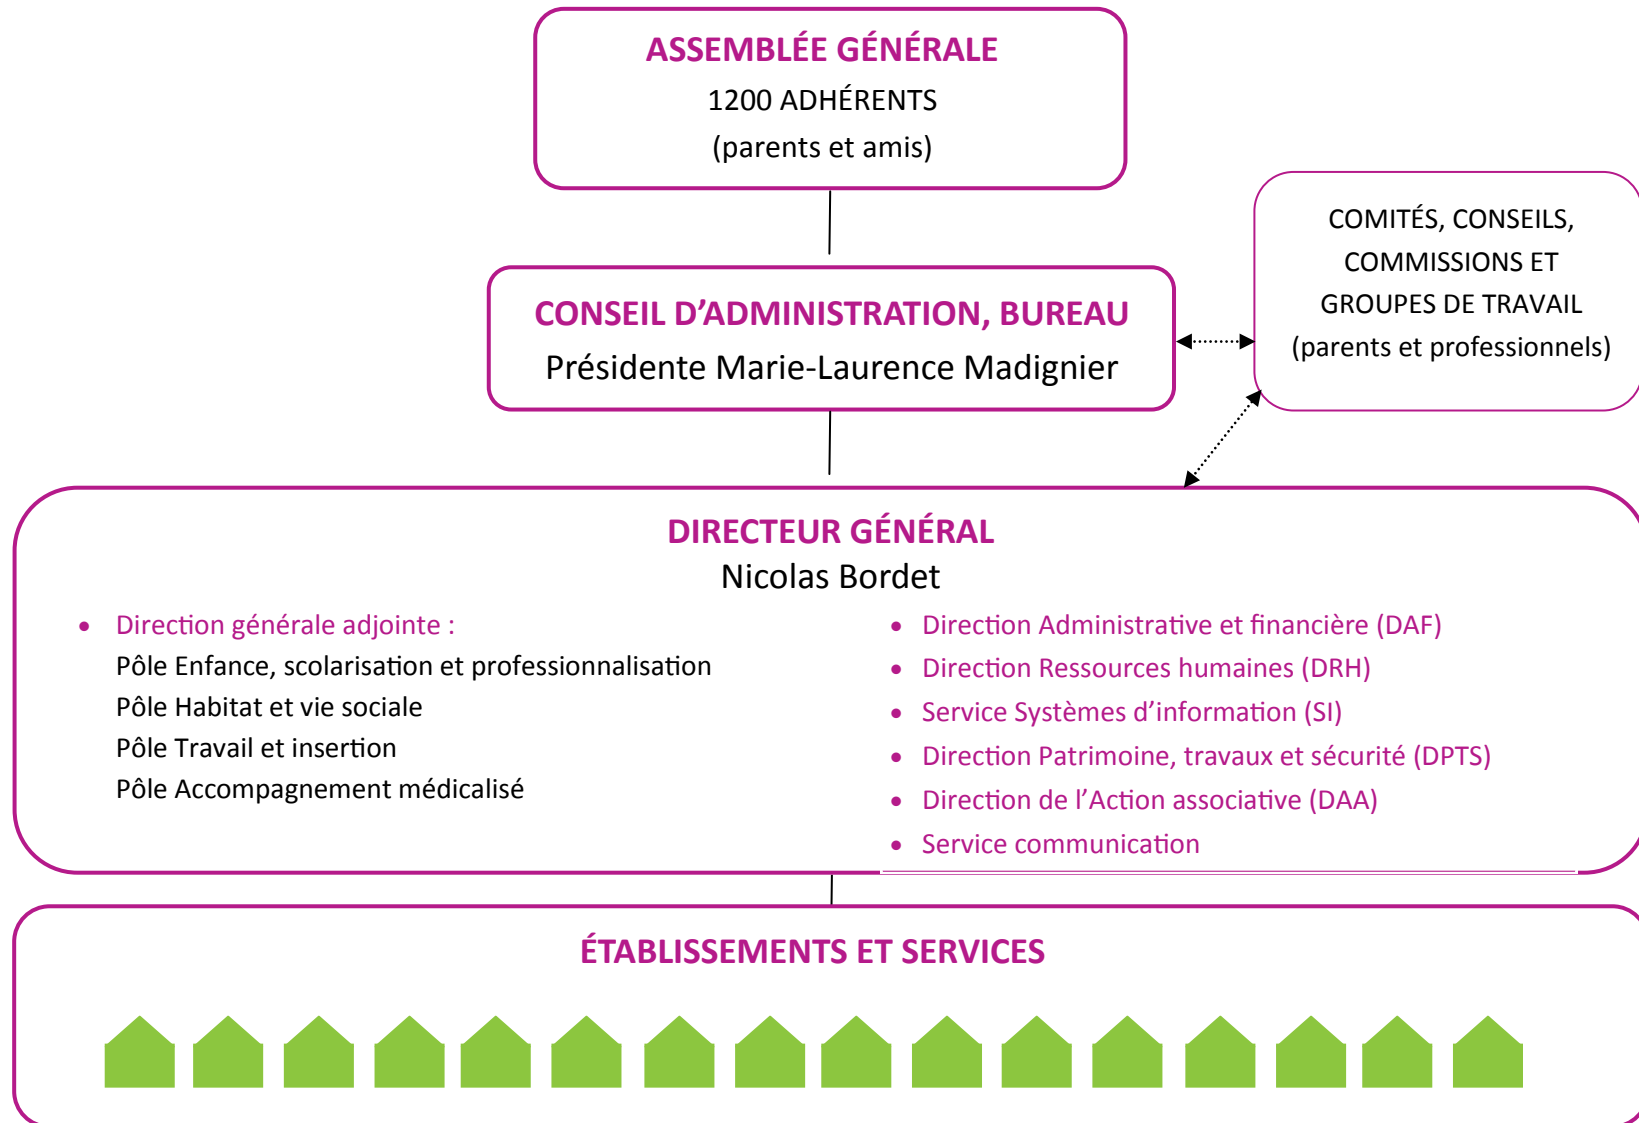 ASSEMBLÉE GÉNÉRALE
1200 ADHÉRENTS
(parents et amis)
COMITÉS, CONSEILS,
COMMISSIONS ET
GROUPES DE TRAVAIL
(parents et professionnels)
CONSEIL D’ADMINISTRATION, BUREAU
Présidente Marie-Laurence Madignier
DIRECTEUR GÉNÉRAL
Nicolas Bordet
• Direction générale adjointe :
Pôle Enfance, scolarisation et professionnalisation
Pôle Habitat et vie sociale
Pôle Travail et insertion
Pôle Accompagnement médicalisé
• Direction Administrative et financière (DAF)
• Direction Ressources humaines (DRH)
• Service Systèmes d’information (SI)
• Direction Patrimoine, travaux et sécurité (DPTS)
• Direction de l’Action associative (DAA)
• Service communication
ÉTABLISSEMENTS ET SERVICES